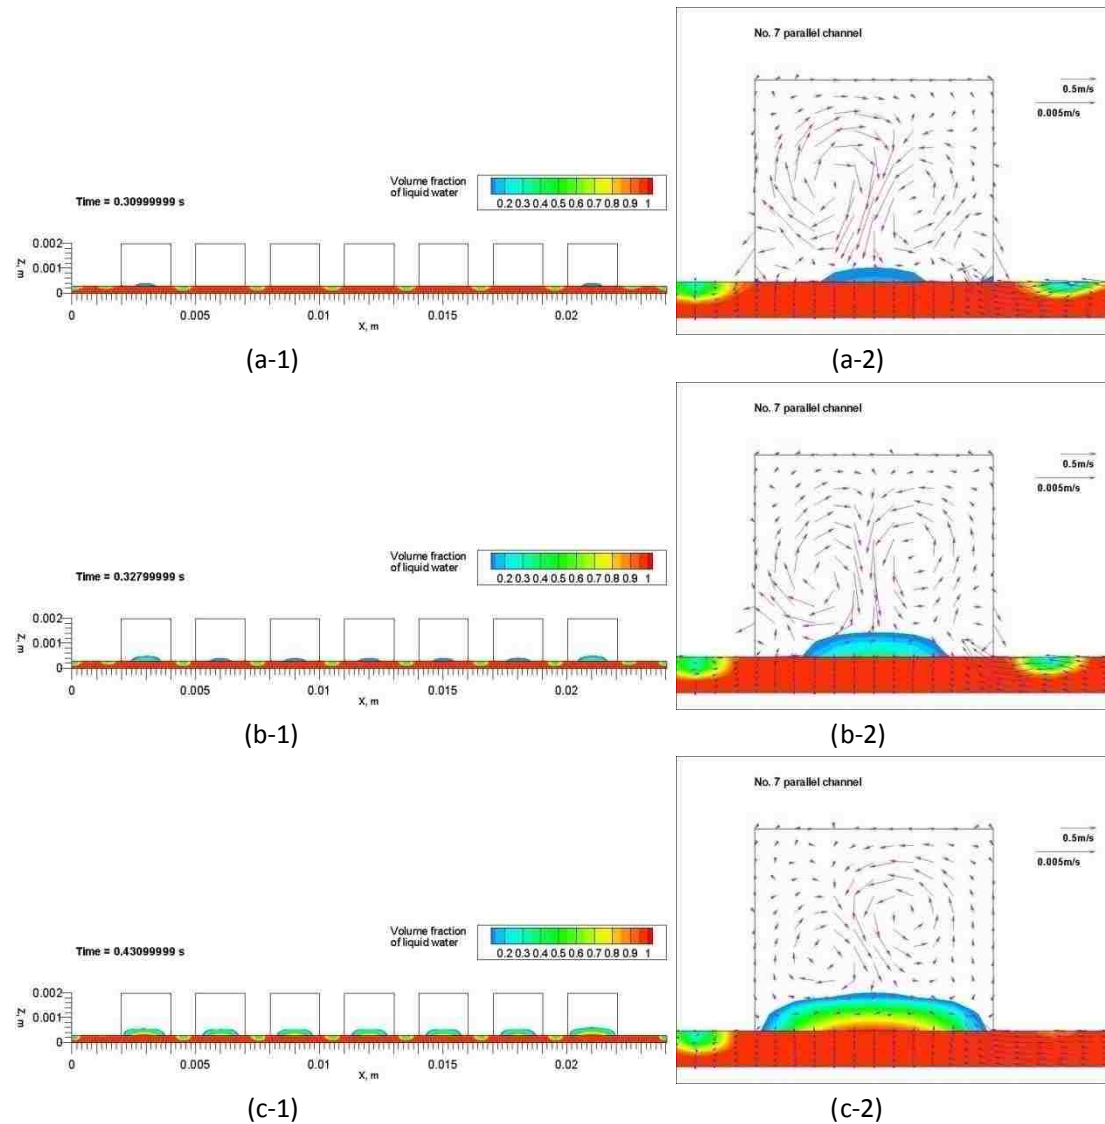 No. 7 parallel channel
0.5m/s
0.005m/s
Volume fraction
of liquid water
0.2 0.3 0.4 0.5 0.6 0.7 0.8 0.9 1
Time = 0.30999999 s
0.002
0.001
0
Z, m
0 0.005 0.01 0.015 0.02
X, m
(a-1) (a-2)
No. 7 parallel channel
0.5m/s
0.005m/s
Volume fraction
of liquid water
0.2 0.3 0.4 0.5 0.6 0.7 0.8 0.9 1
Time = 0.32799999 s
0.002
0.001
0
Z, m
0 0.005 0.01 0.015 0.02
X, m
(b-1) (b-2)
No. 7 parallel channel
0.5m/s
0.005m/s
Volume fraction
of liquid water
0.2 0.3 0.4 0.5 0.6 0.7 0.8 0.9 1
Time = 0.43099999 s
0.002
0.001
0
Z, m
0 0.005 0.01 0.015 0.02
X, m
(c-1) (c-2)